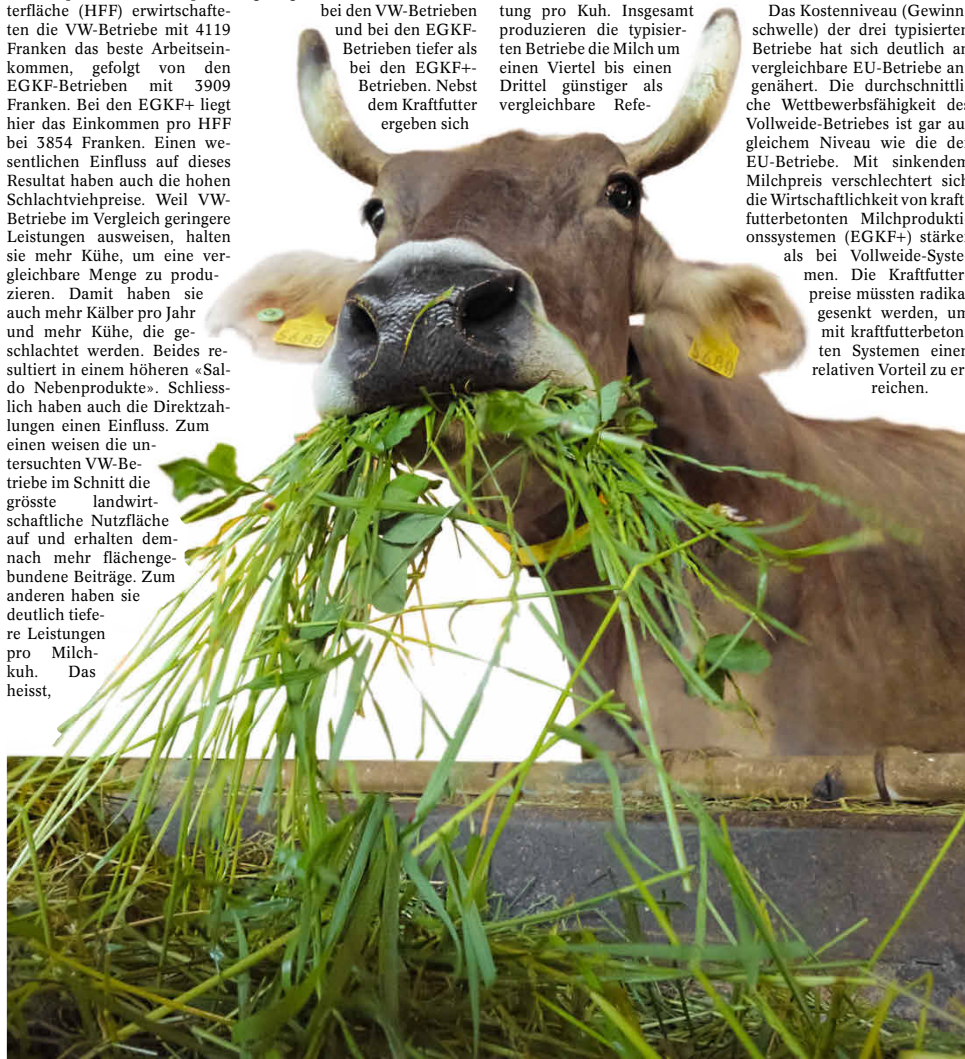 terfläche (HFF) erwirtschafte-
ten die VW-Betriebe mit 4119
Franken das beste Arbeitsein-
kommen, gefolgt von den
EGKF-Betrieben mit 3909
Franken. Bei den EGKF+ liegt
hier das Einkommen pro HFF
bei 3854 Franken. Einen we-
sentlichen Einfluss auf dieses
Resultat haben auch die hohen
Schlachtviehpreise. Weil VW-
Betriebe im Vergleich geringere
Leistungen ausweisen, halten
sie mehr Kühe, um eine ver-
gleichbare Menge zu produ-
zieren. Damit haben sie
auch mehr Kälber pro Jahr
und mehr Kühe, die ge-
schlachtet werden. Beides re-
sultiert in einem höheren «Sal-
do Nebenprodukte». Schliess-
lich haben auch die Direktzah-
lungen einen Einfluss. Zum
einen weisen die un-
tersuchten VW-Be-
triebe im Schnitt die
grösste landwirt-
schaftliche Nutzfläche
auf und erhalten dem-
nach mehr flächenge-
bundene Beiträge. Zum
anderen haben sie
deutlich tiefe-
re Leistungen
pro Milch-
kuh. Das
heisst,
bei den VW-Betrieben
und bei den EGKF-
Betrieben tiefer als
bei den EGKF+-
Betrieben. Nebst
dem Kraftfutter
ergeben sich
tung pro Kuh. Insgesamt
produzieren die typisier-
ten Betriebe die Milch um
einen Viertel bis einen
Drittel günstiger als
vergleichbare Refe-
Das Kostenniveau (Gewinn
schwelle) der drei typisierten
Betriebe hat sich deutlich an
vergleichbare EU-Betriebe an
genähert. Die durchschnittli
che Wettbewerbsfähigkeit des
Vollweide-Betriebes ist gar au
gleichem Niveau wie die de
EU-Betriebe. Mit sinkendem
Milchpreis verschlechtert sich
die Wirtschaftlichkeit von kraft
futterbetonten Milchprodukti
onssystemen (EGKF+) stärker
als bei Vollweide-Syste
men. Die Kraftfutter
preise müssten radika
gesenkt werden, um
mit kraftfutterbeton
ten Systemen einen
relativen Vorteil zu er
reichen.